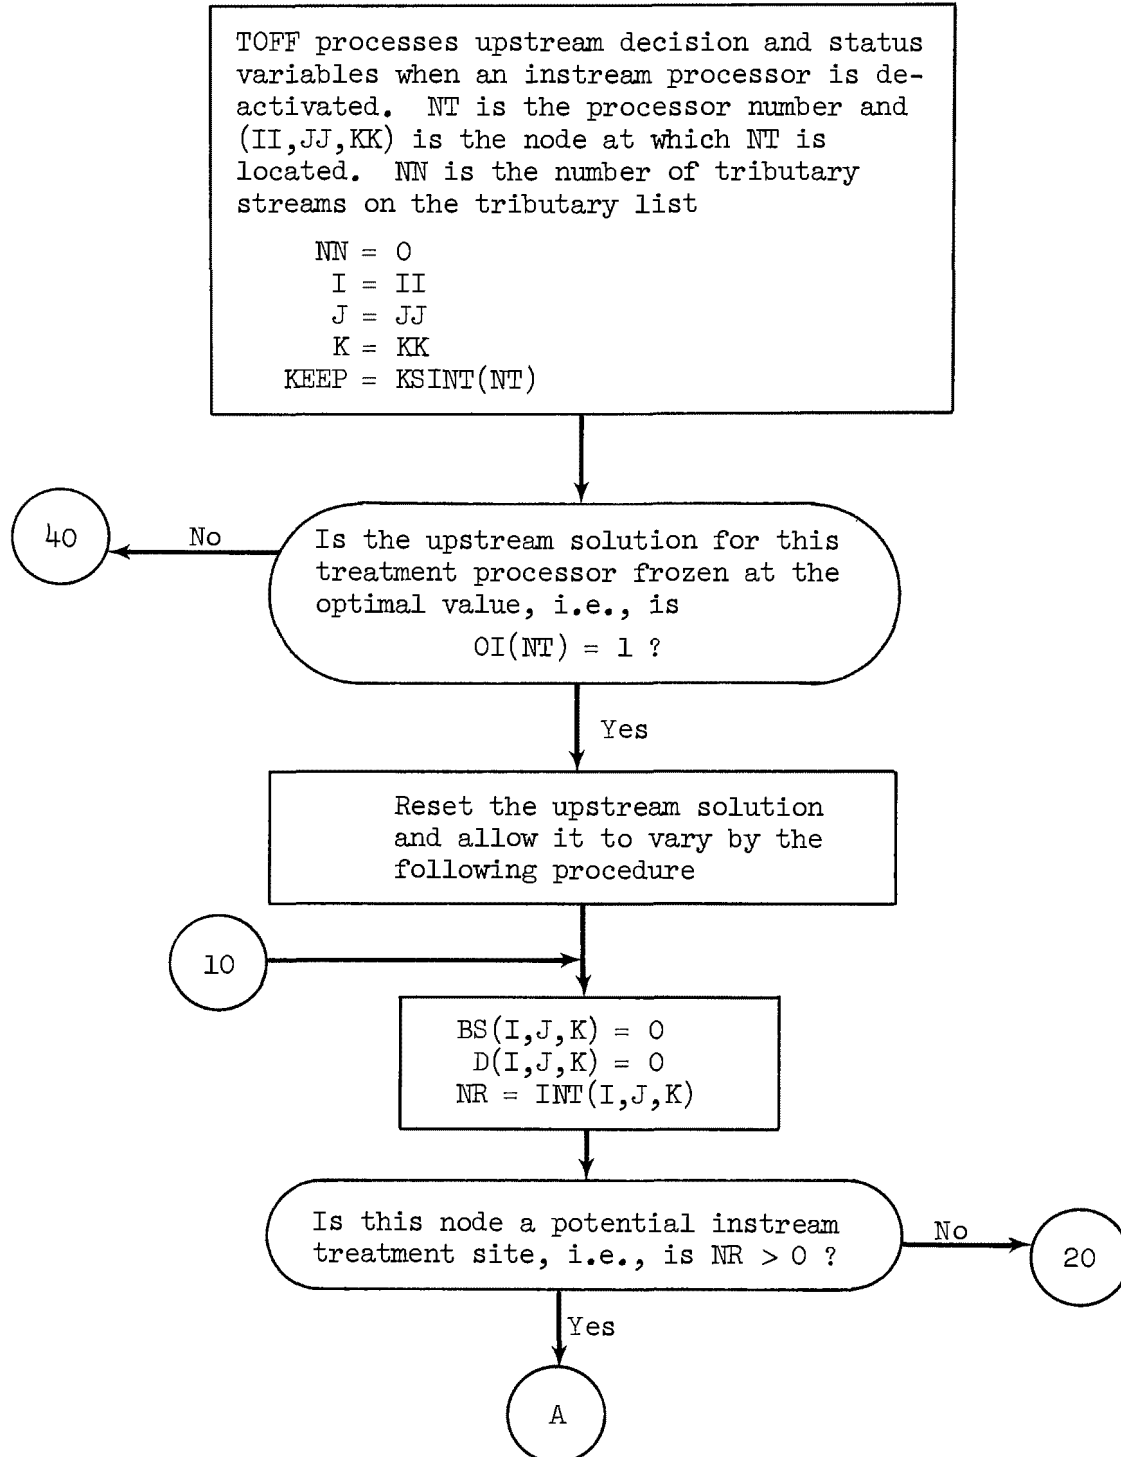 TOFF processes upstream decision and status
variables when an instream processor is de-
activated. NT is the processor number and
(II,JJ,KK) is the node at which NT is
located. NN is the number of tributary
streams on the tributary list
NN = 0
I = II
J = JJ
K = KK
KEEP = KSINT(NT)
40
No
Is the upstream solution for this
treatment processor frozen at the
optimal value, i.e., is
OI(NT) = 1 ?
Yes
Reset the upstream solution
and allow it to vary by the
following procedure
10
BS(I,J,K) = 0
D(I,J,K) = 0
NR = INT(I,J,K)
Is this node a potential instream
treatment site, i.e., is NR > 0 ?
No
20
Yes
A